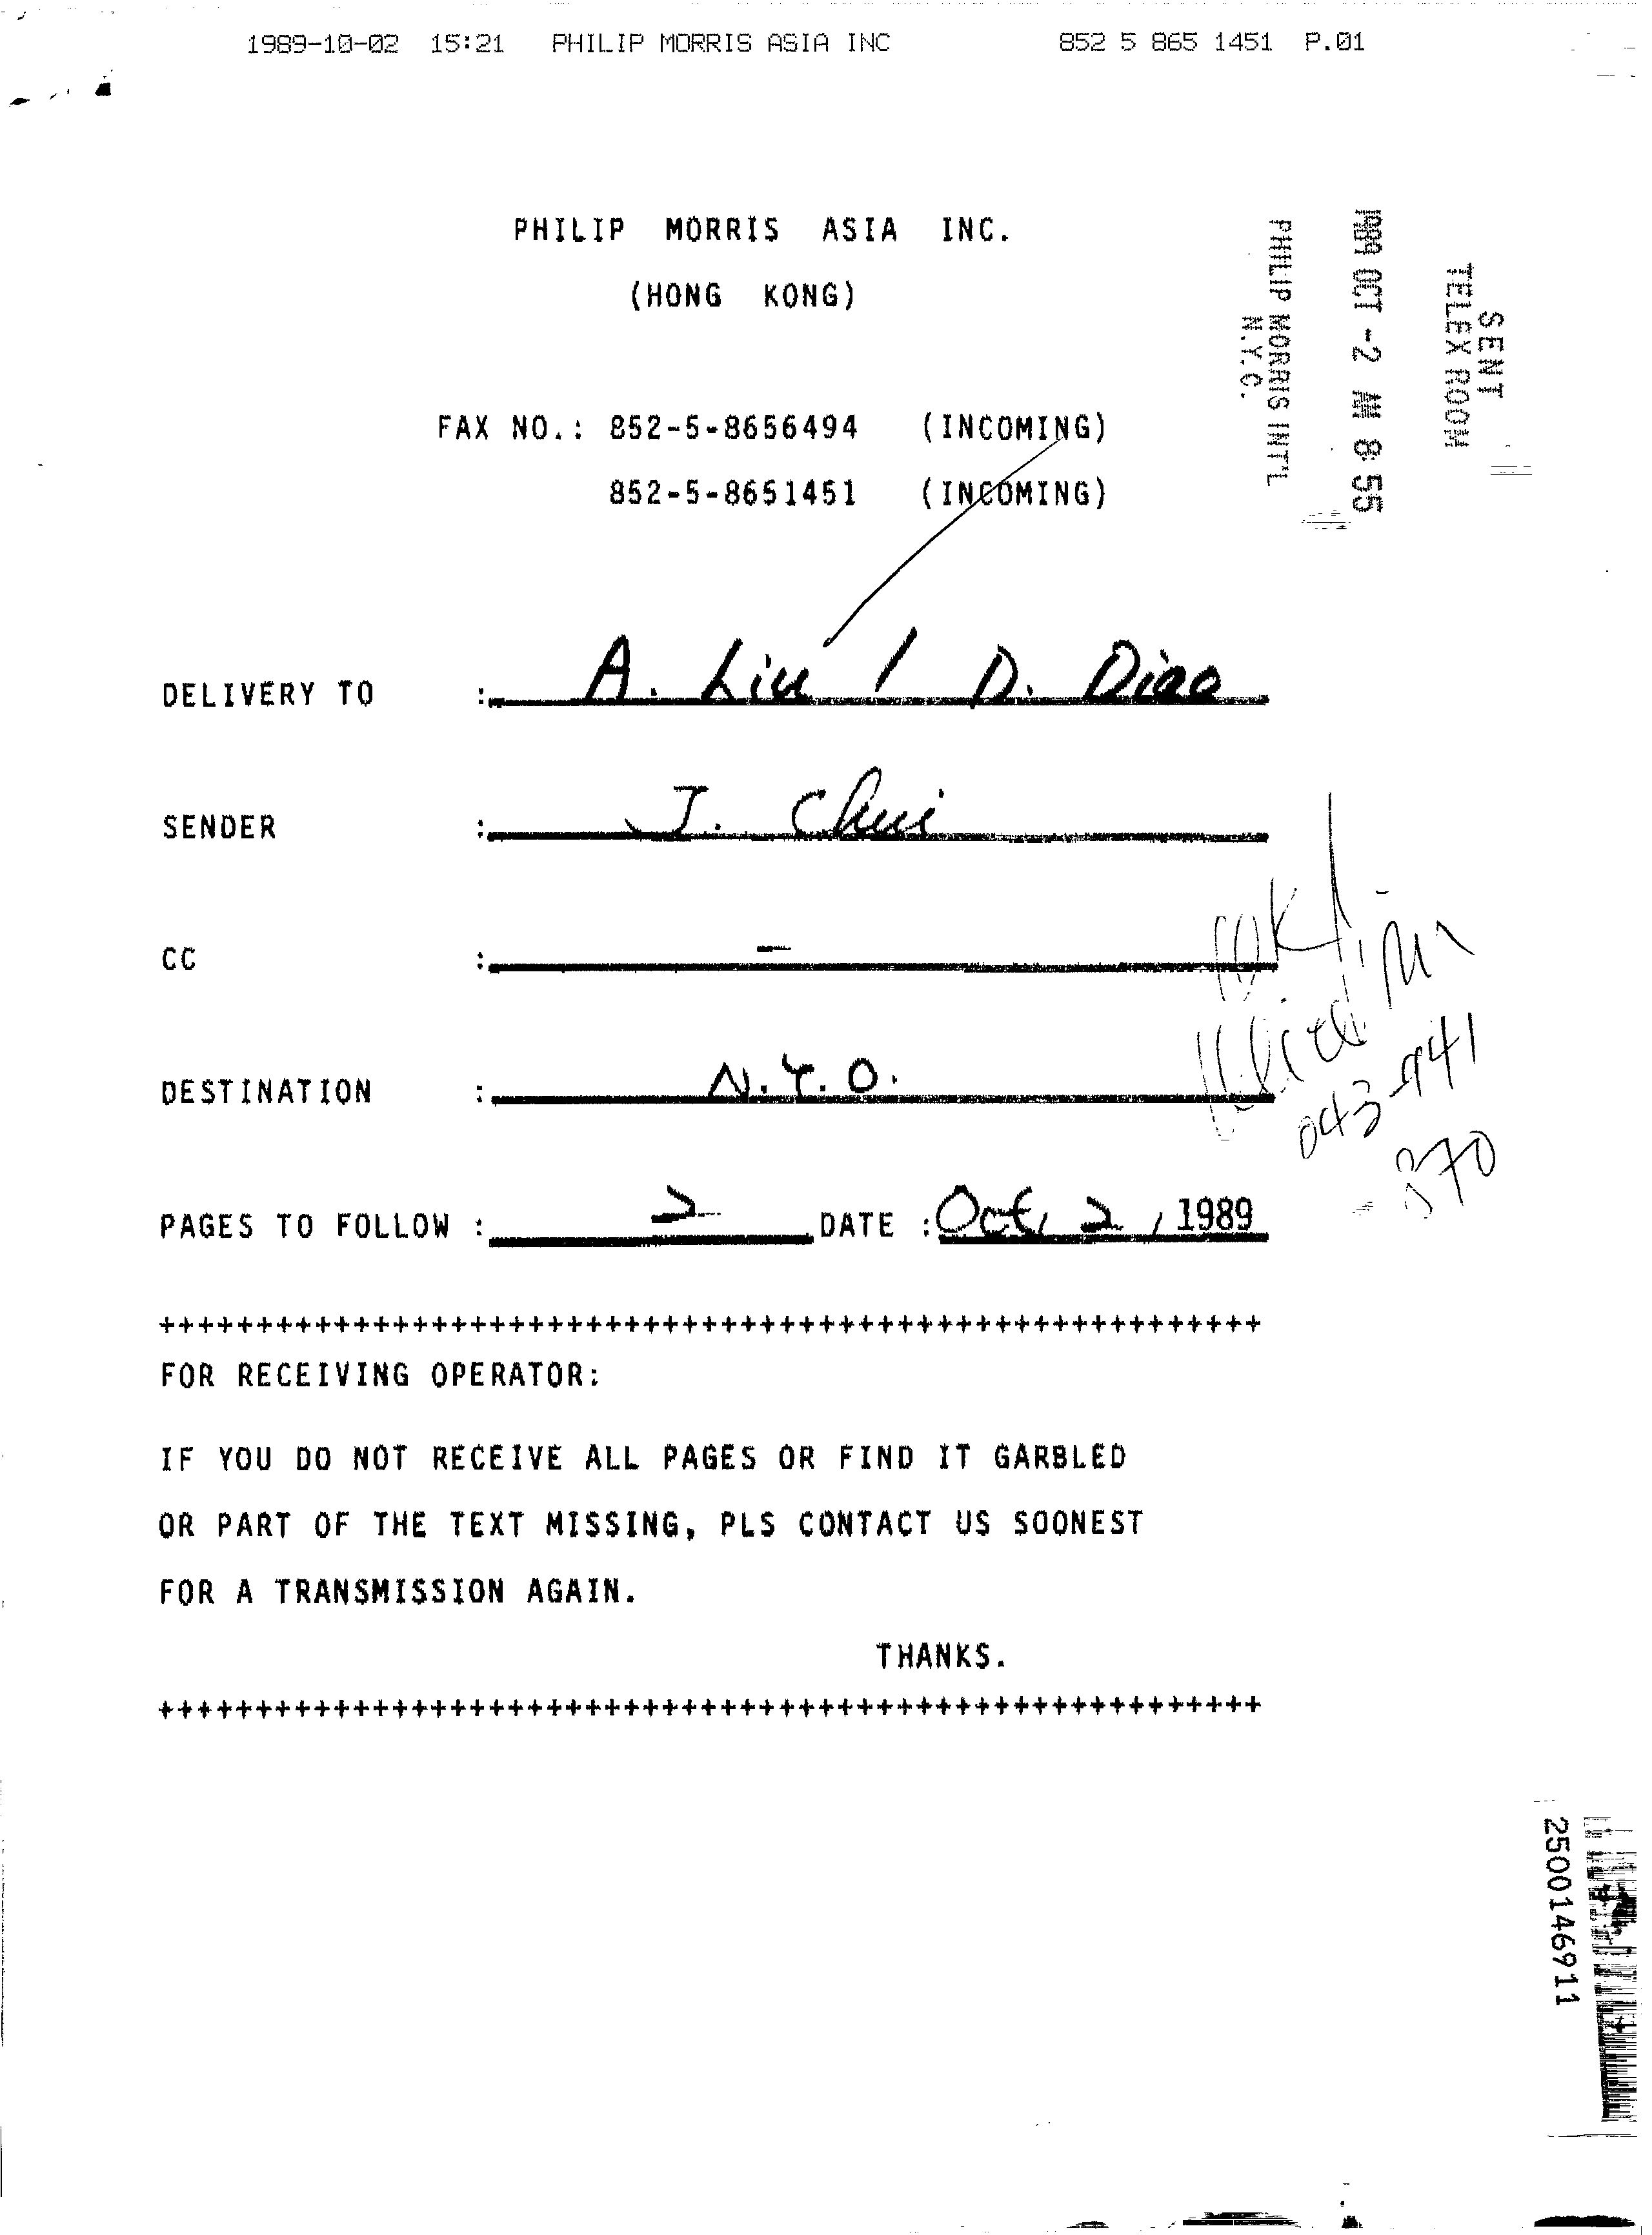 1989-10-02 15:21 PHILIP MORRIS ASIA INC 852 5 865 1451 P.01
PHILIP MORRIS ASIA INC.
(HONG KONG)
SENT
TELEX ROOM
1989 OCT -2 AM 8:55
PHILIP MORRIS INT'L
N.Y.C.
FAX NO.: 852-5-8656494 (INCOMING)
852-5-8651451 (INCOMING)
DELIVERY TO : A. Liu / D. Diao
SENDER : J. Chui
CC : -
DESTINATION : N.Y.O.
043-941
- 370
PAGES TO FOLLOW : 2 DATE : Oct, 2, 1989
+++++++++++++++++++++++++++++++++++++++++++++++++++++++++
FOR RECEIVING OPERATOR:
IF YOU DO NOT RECEIVE ALL PAGES OR FIND IT GARBLED
OR PART OF THE TEXT MISSING, PLS CONTACT US SOONEST
FOR A TRANSMISSION AGAIN.
THANKS.
+++++++++++++++++++++++++++++++++++++++++++++++++++++++++
2500146911